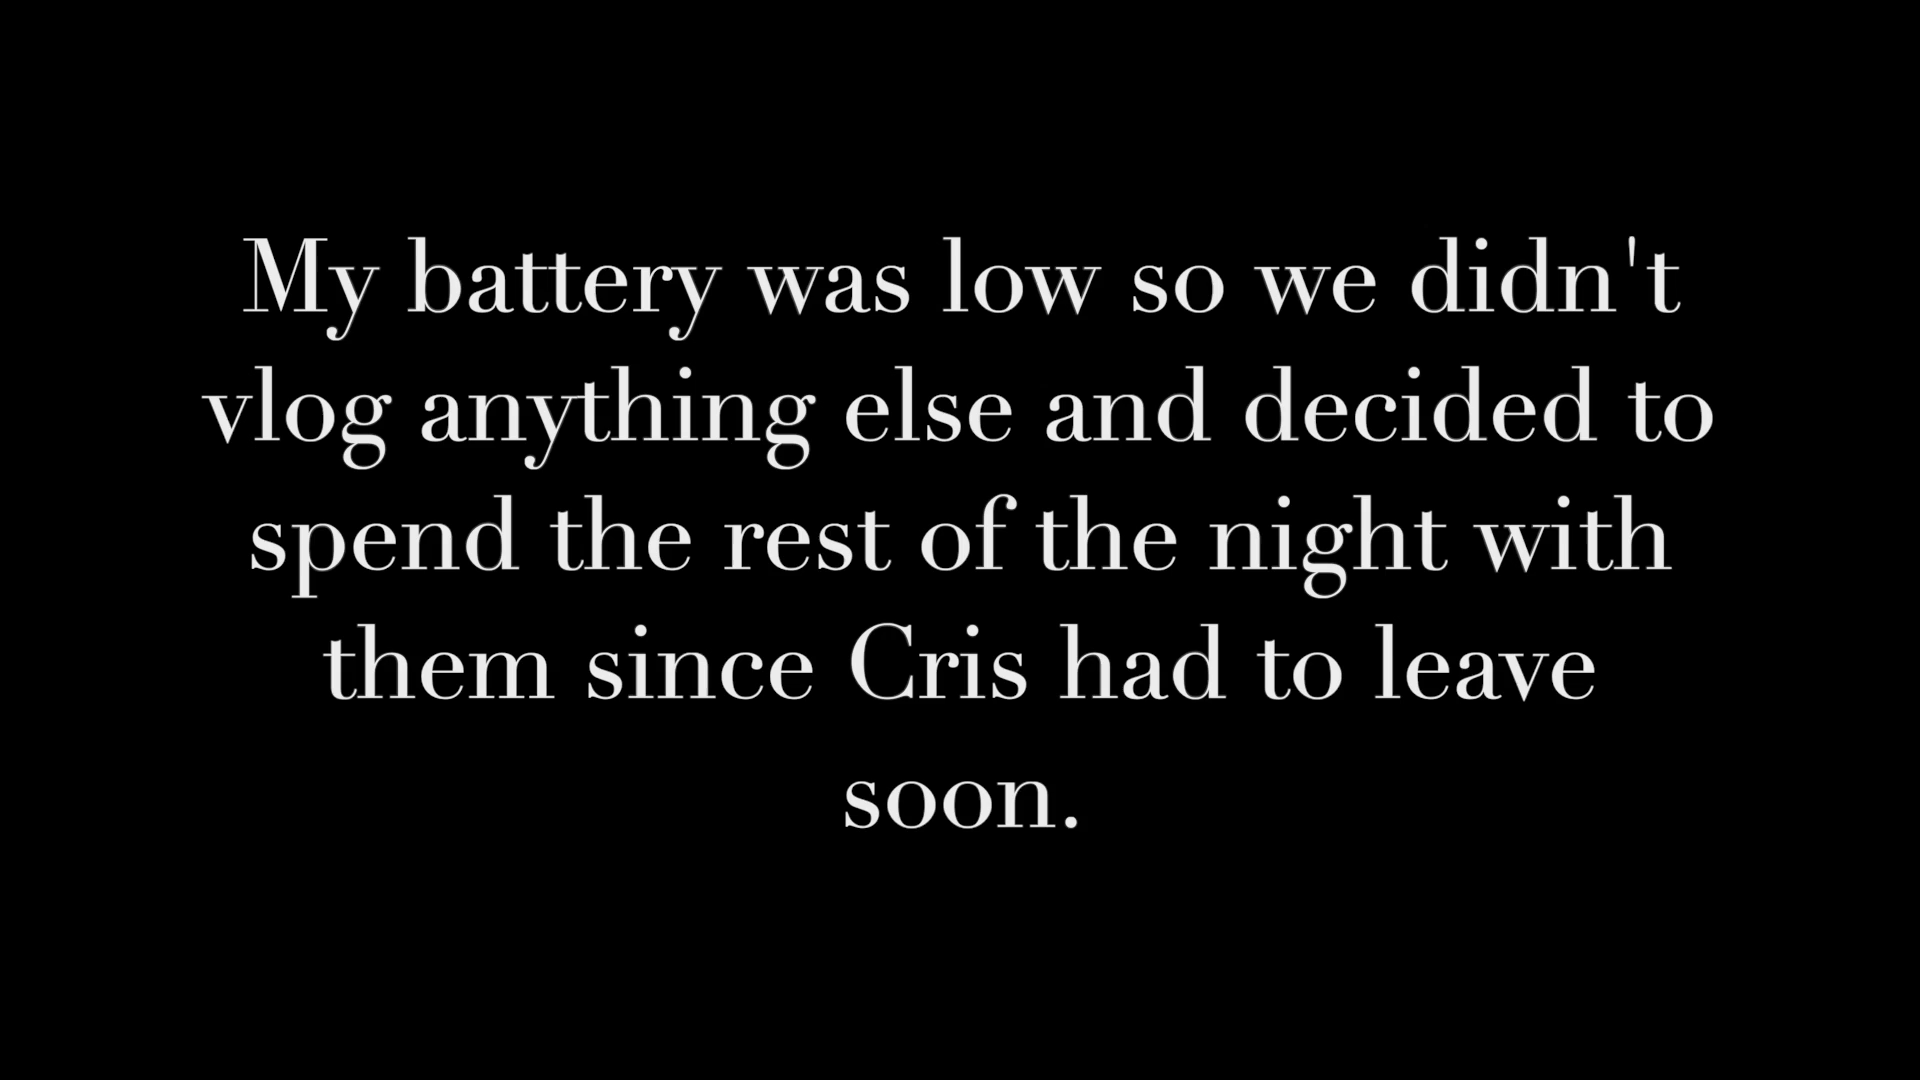 My battery was low so we didn't
vlog anything else and decided to
spend the rest of the night with
them since Cris had to leave
soon.